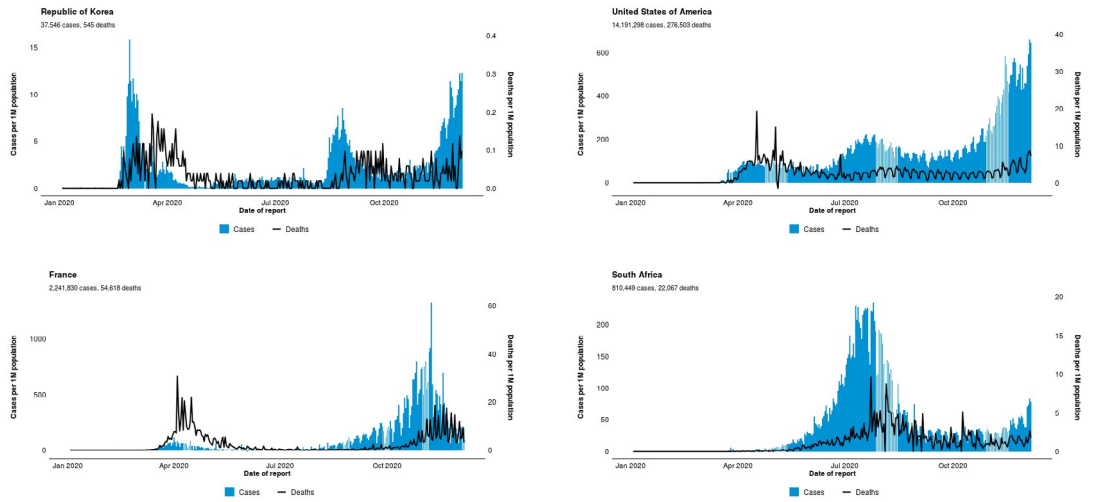 Republic of Korea
37,546 cases, 545 deaths
15
10
5
0
Cases per 1M population
0.4
0.3
0.2
0.1
0.0
Deaths per 1M population
Jan 2020 Apr 2020 Jul 2020 Oct 2020
Date of report
Cases Deaths
United States of America
14,191,298 cases, 276,503 deaths
600
400
200
0
Cases per 1M population
40
30
20
10
0
Deaths per 1M population
Jan 2020 Apr 2020 Jul 2020 Oct 2020
Date of report
Cases Deaths
France
2,241,830 cases, 54,618 deaths
1000
500
0
Cases per 1M population
60
40
20
0
Deaths per 1M population
Jan 2020 Apr 2020 Jul 2020 Oct 2020
Date of report
Cases Deaths
South Africa
810,449 cases, 22,067 deaths
200
150
100
50
0
Cases per 1M population
20
15
10
5
0
Deaths per 1M population
Jan 2020 Apr 2020 Jul 2020 Oct 2020
Date of report
Cases Deaths